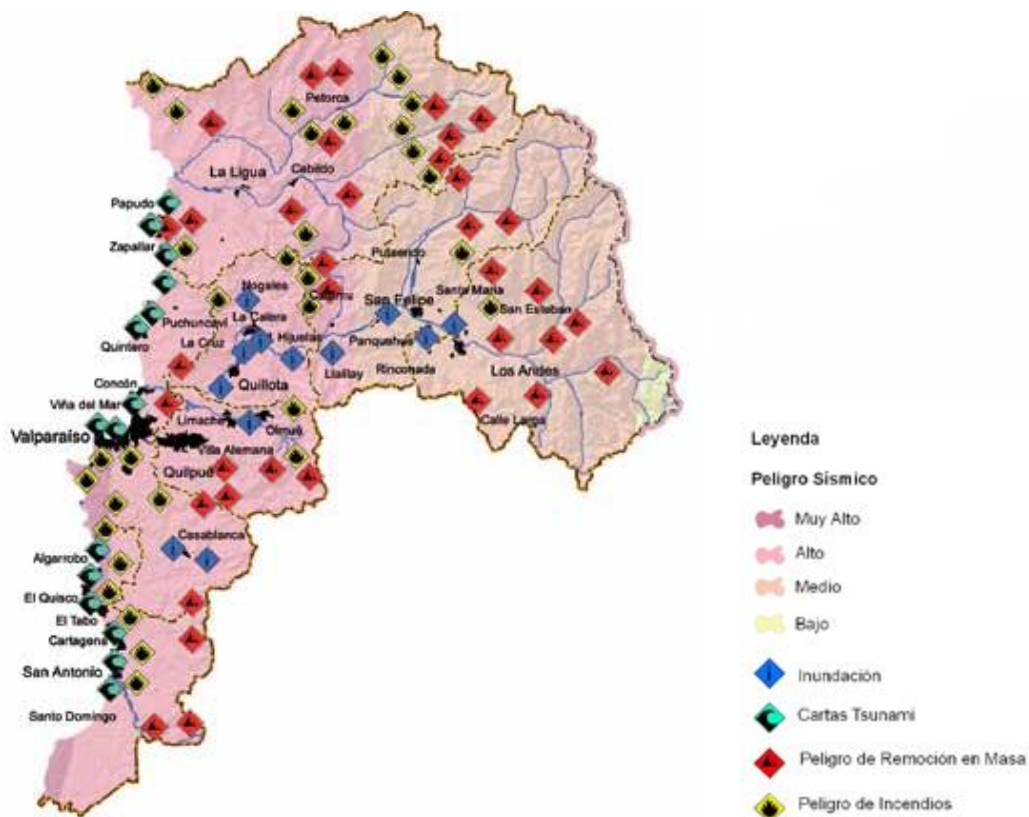 Petorca
La Ligua
Cabildo
Papudo
Zapallar
Putaendo
Nogales
Catemu
Santa Maria
San Felipe
San Esteban
La Calera
Puchuncaví
Hijuelas
La Cruz
Panquehue
Quintero
Llaillay
Rinconada
Los Andes
Quillota
Concón
Viña del Mar
Limache
Calle Larga
Olmué
Valparaíso
Villa Alemana
Quilpué
Casablanca
Algarrobo
El Quisco
El Tabo
Cartagena
San Antonio
Santo Domingo
Leyenda
Peligro Sísmico
Muy Alto
Alto
Medio
Bajo
Inundación
Cartas Tsunami
Peligro de Remoción en Masa
Peligro de Incendios